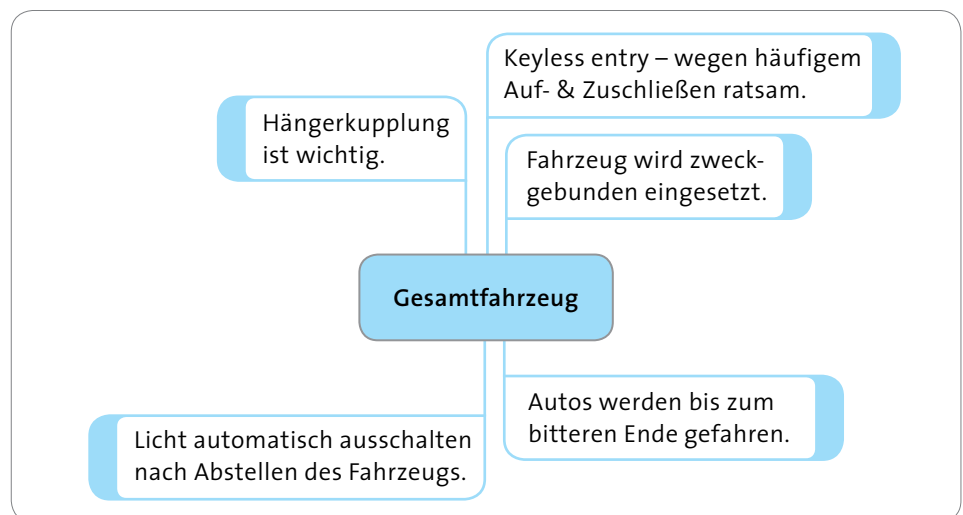 Keyless entry – wegen häufigem
Auf- & Zuschließen ratsam.
Hängerkupplung
ist wichtig.
Fahrzeug wird zweck-
gebunden eingesetzt.
Gesamtfahrzeug
Autos werden bis zum
bitteren Ende gefahren.
Licht automatisch ausschalten
nach Abstellen des Fahrzeugs.